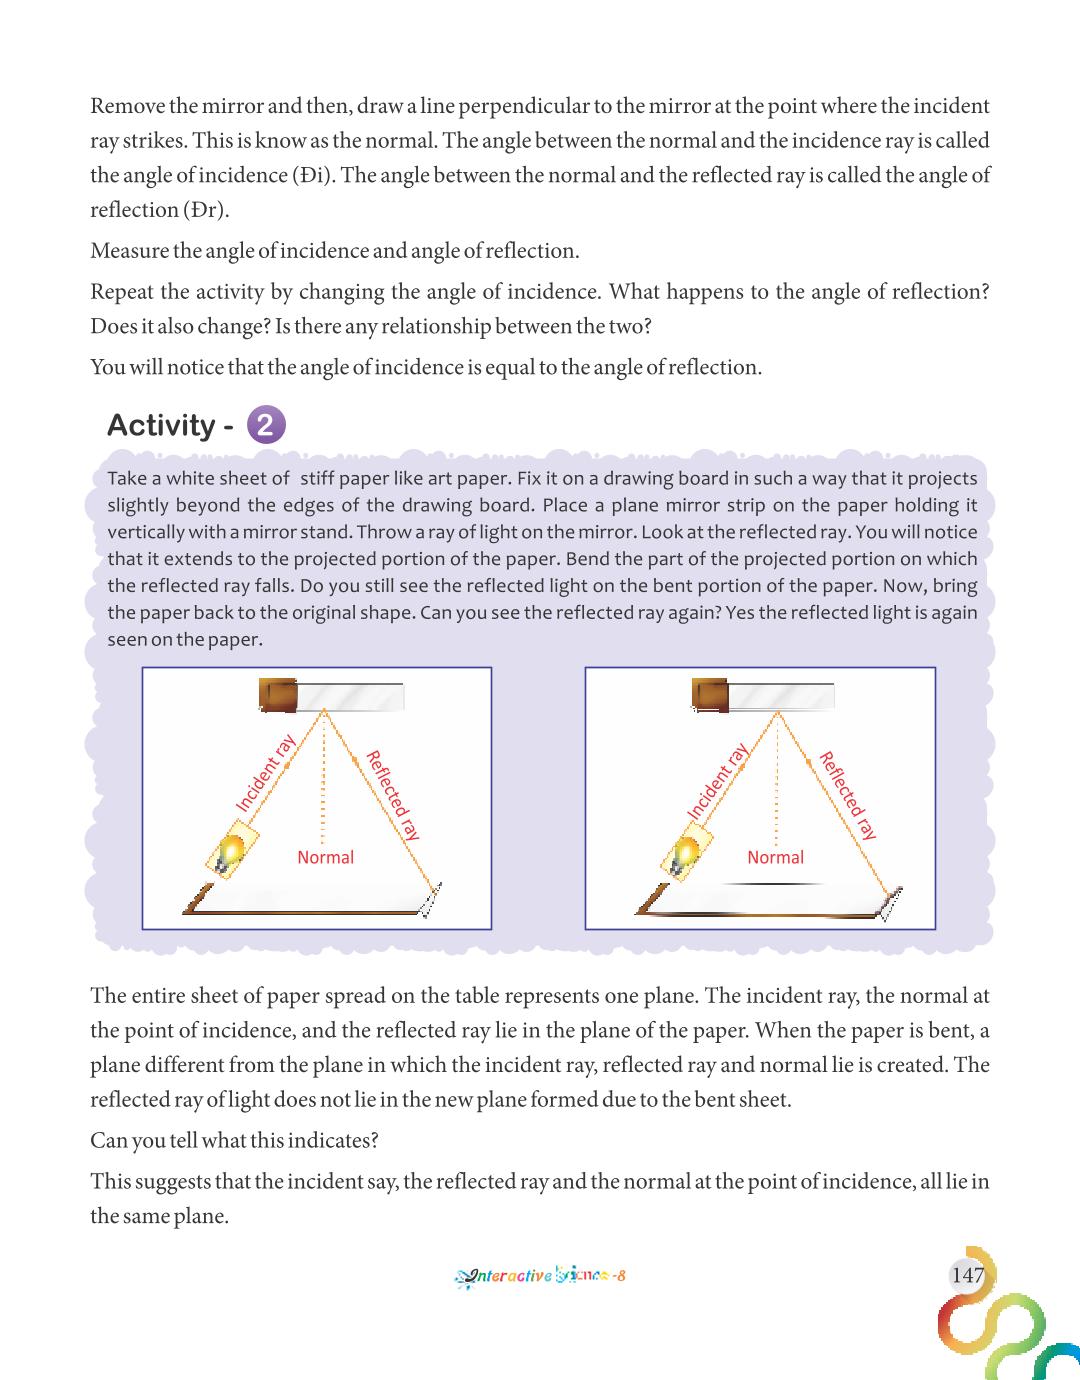 Remove the mirror and then, draw a line perpendicular to the mirror at the point where the incident
ray strikes. This is know as the normal. The angle between the normal and the incidence ray is called
the angle of incidence (Đi). The angle between the normal and the reflected ray is called the angle of
reflection (Đr).
Measure the angle of incidence and angle of reflection.
Repeat the activity by changing the angle of incidence. What happens to the angle of reflection?
Does it also change? Is there any relationship between the two?
You will notice that the angle of incidence is equal to the angle of reflection.
Activity - 2
Take a white sheet of stiff paper like art paper. Fix it on a drawing board in such a way that it projects
slightly beyond the edges of the drawing board. Place a plane mirror strip on the paper holding it
vertically with a mirror stand. Throw a ray of light on the mirror. Look at the reflected ray. You will notice
that it extends to the projected portion of the paper. Bend the part of the projected portion on which
the reflected ray falls. Do you still see the reflected light on the bent portion of the paper. Now, bring
the paper back to the original shape. Can you see the reflected ray again? Yes the reflected light is again
seen on the paper.
Incident ray
Reflected ray
Normal
Incident ray
Reflected ray
Normal
The entire sheet of paper spread on the table represents one plane. The incident ray, the normal at
the point of incidence, and the reflected ray lie in the plane of the paper. When the paper is bent, a
plane different from the plane in which the incident ray, reflected ray and normal lie is created. The
reflected ray of light does not lie in the new plane formed due to the bent sheet.
Can you tell what this indicates?
This suggests that the incident say, the reflected ray and the normal at the point of incidence, all lie in
the same plane.
Interactive Science -8
147